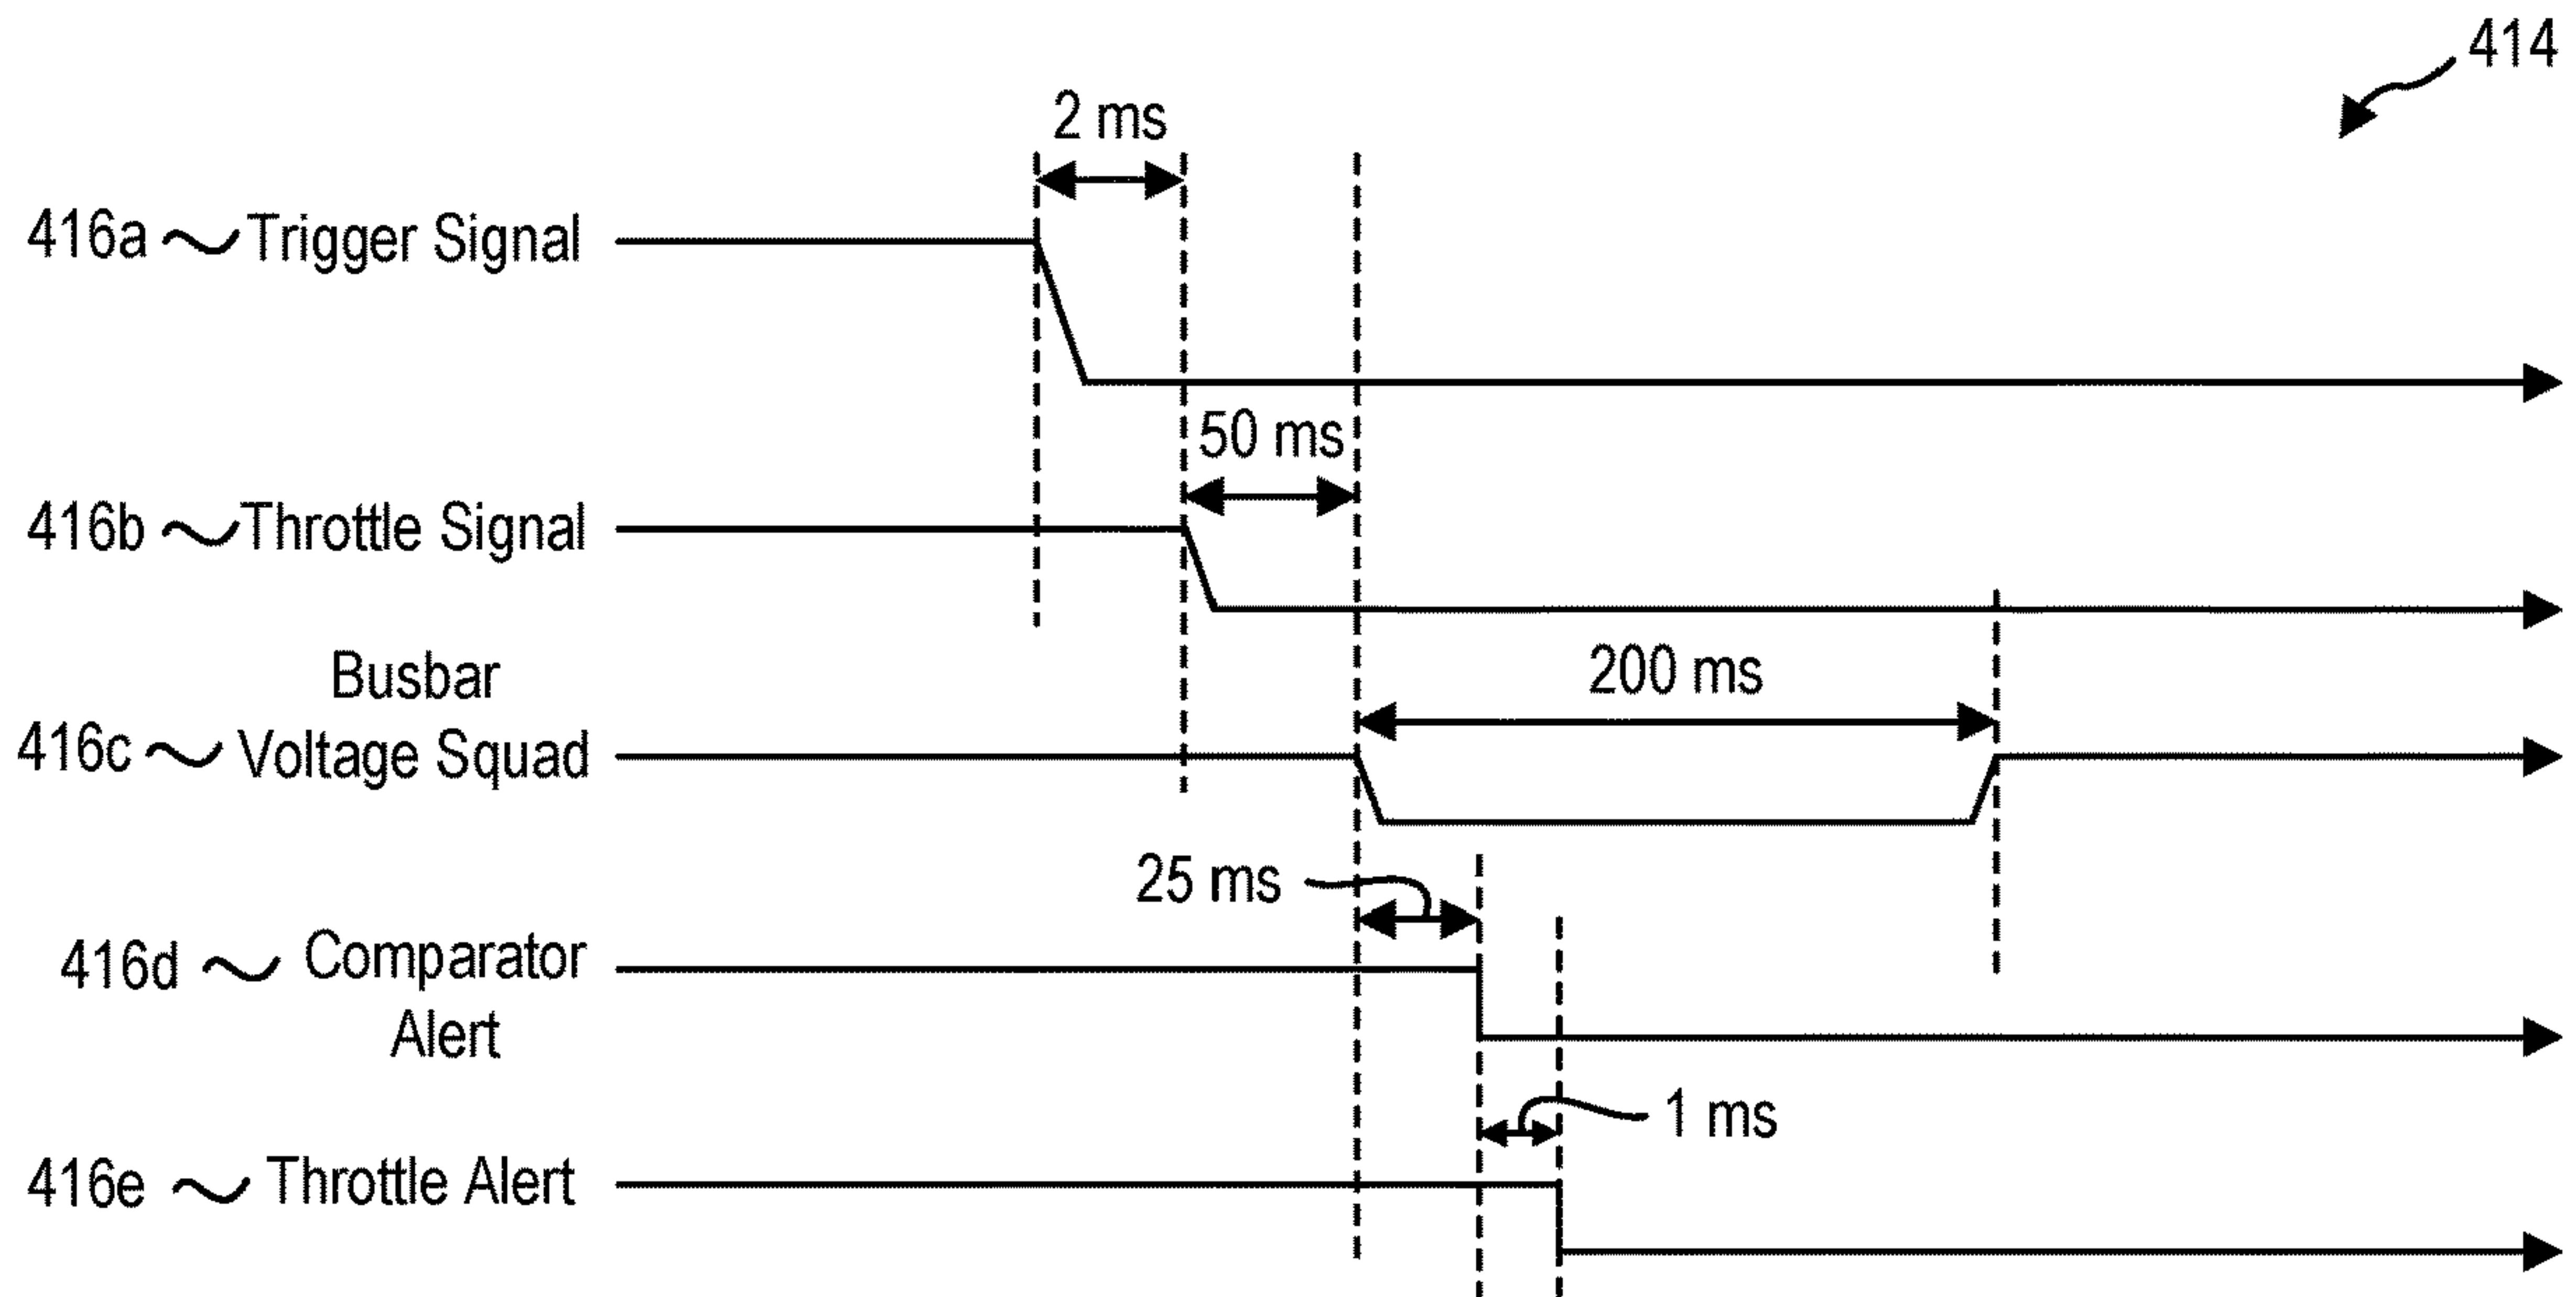 414
2 ms
416a Trigger Signal
50 ms
416b Throttle Signal
Busbar
200 ms
416c Voltage Squad
25 ms
416d Comparator
Alert
1 ms
416e Throttle Alert